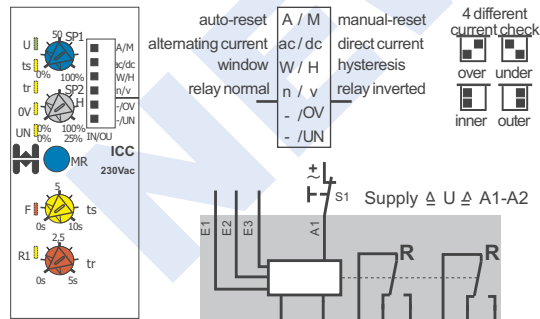 50 SP1
U
A/M
ts
ac/dc
0% 100%
W/H
tr
SP2
n/v
H
0V
-/OV
-/UN
UN 0% 100%
0% 25% IN/OU
ICC
MR
230Vac
5
F ts
0s 10s
2,5
R1
tr
0s 5s
auto-reset A / M manual-reset
alternating current ac / dc direct current
window W / H hysteresis
relay normal n / v relay inverted
- /OV
- /UN
4 different
current check
over under
inner outer
+
~
S1
Supply ≙ U ≙ A1-A2
E1
E2
E3
A1
R
R